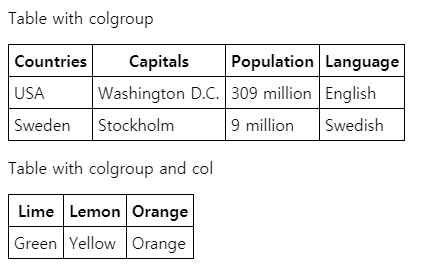 Table with colgroup
Countries Capitals Population Language
USA Washington D.C. 309 million English
Sweden Stockholm 9 million Swedish
Table with colgroup and col
Lime Lemon Orange
Green Yellow Orange